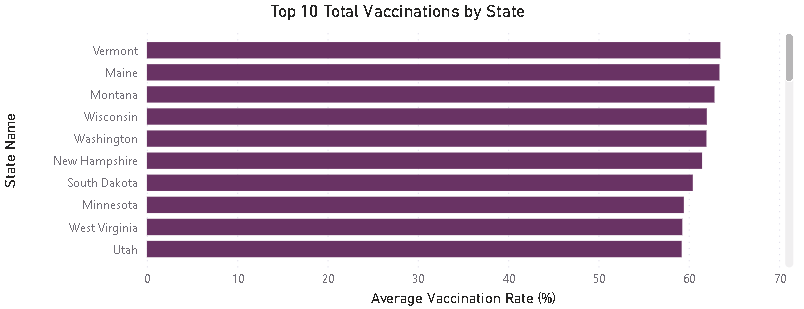 Top 10 Total Vaccinations by State
State Name
Vermont
Maine
Montana
Wisconsin
Washington
New Hampshire
South Dakota
Minnesota
West Virginia
Utah
0 10 20 30 40 50 60 70
Average Vaccination Rate (%)